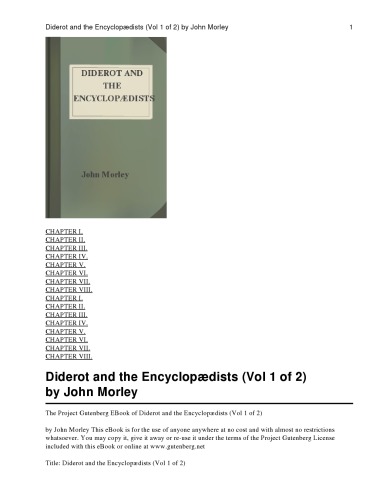 Diderot and the Encyclopædists (Vol 1 of 2) by John Morley 1
DIDEROT AND
THE
ENCYCLOPÆDISTS
John Morley
CHAPTER I.
CHAPTER II.
CHAPTER III.
CHAPTER IV.
CHAPTER V.
CHAPTER VI.
CHAPTER VII.
CHAPTER VIII.
CHAPTER I.
CHAPTER II.
CHAPTER III.
CHAPTER IV.
CHAPTER V.
CHAPTER VI.
CHAPTER VII.
CHAPTER VIII.
Diderot and the Encyclopædists (Vol 1 of 2)
by John Morley
The Project Gutenberg EBook of Diderot and the Encyclopædists (Vol 1 of 2)
by John Morley This eBook is for the use of anyone anywhere at no cost and with almost no restrictions
whatsoever. You may copy it, give it away or re-use it under the terms of the Project Gutenberg License
included with this eBook or online at www.gutenberg.net
Title: Diderot and the Encyclopædists (Vol 1 of 2)